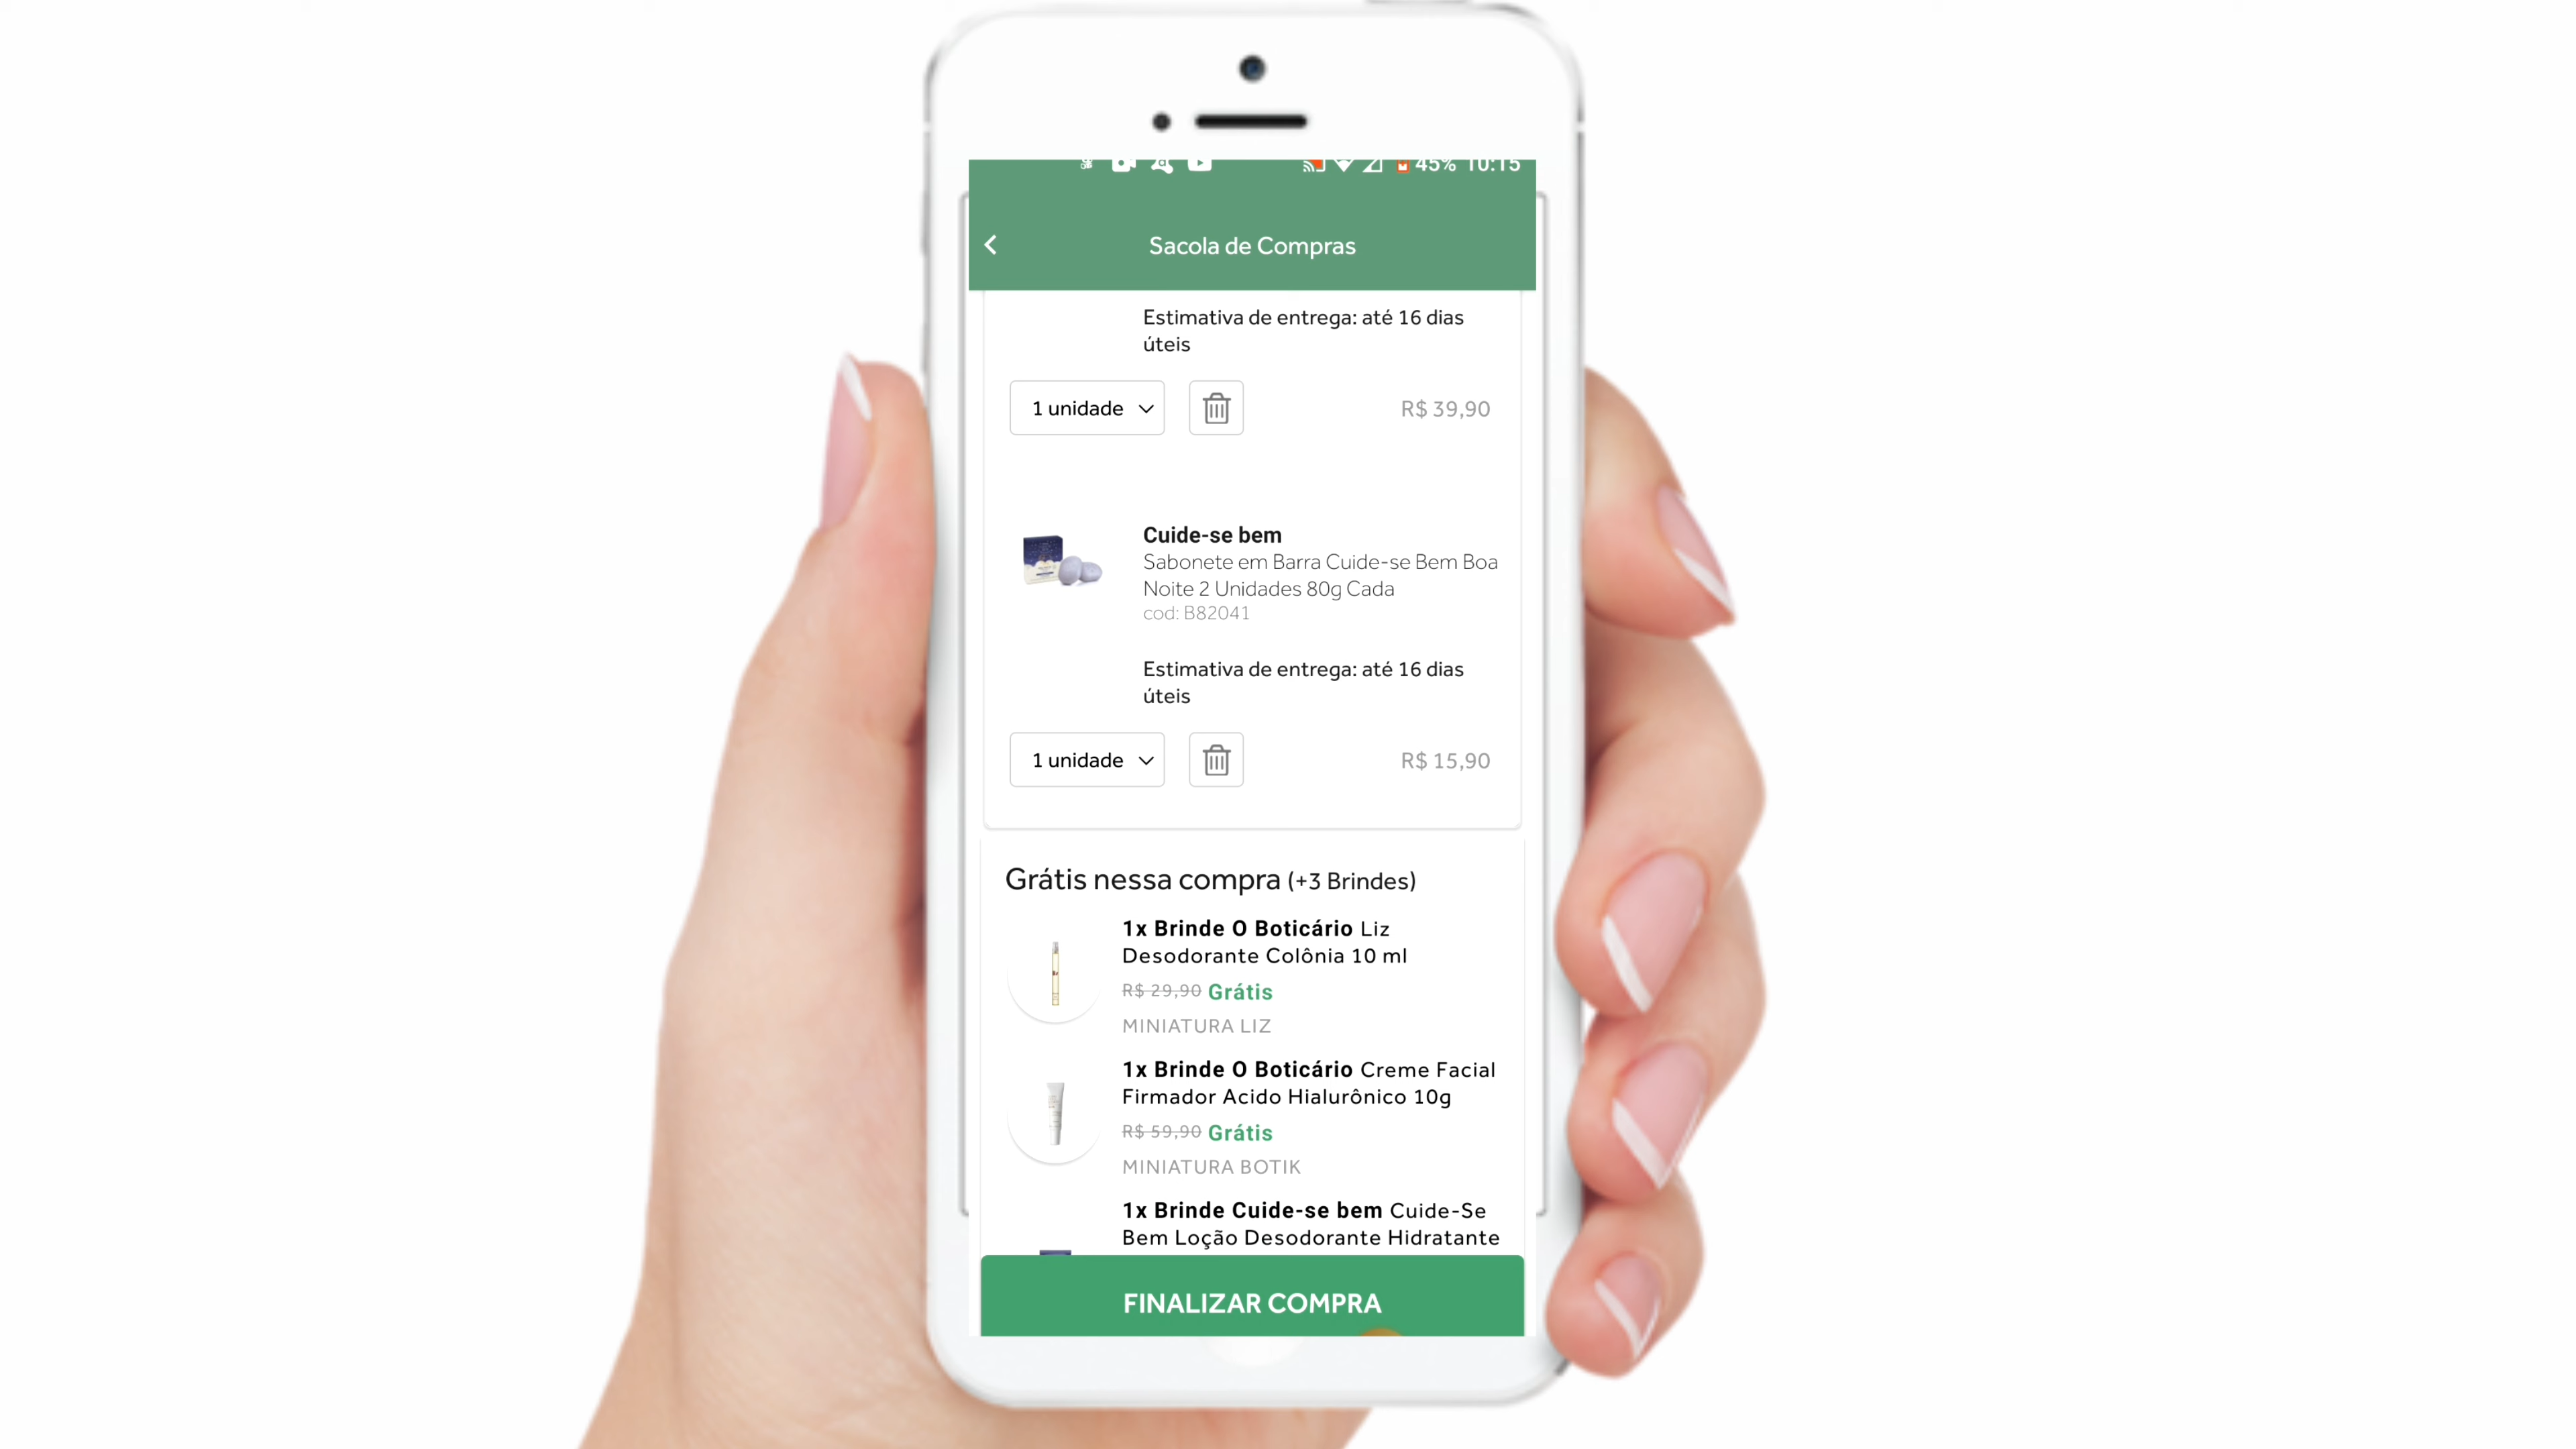 45% 10:15
Sacola de Compras
Estimativa de entrega: até 16 dias
úteis
1 unidade
R$ 39,90
Cuide-se bem
Sabonete em Barra Cuide-se Bem Boa
Noite 2 Unidades 80g Cada
cod: B82041
Estimativa de entrega: até 16 dias
úteis
1 unidade
R$ 15,90
Grátis nessa compra (+3 Brindes)
1x Brinde O Boticário Liz
Desodorante Colônia 10 ml
R$ 29,90 Grátis
MINIATURA LIZ
1x Brinde O Boticário Creme Facial
Firmador Acido Hialurônico 10g
R$ 59,90 Grátis
MINIATURA BOTIK
1x Brinde Cuide-se bem Cuide-Se
Bem Loção Desodorante Hidratante
FINALIZAR COMPRA